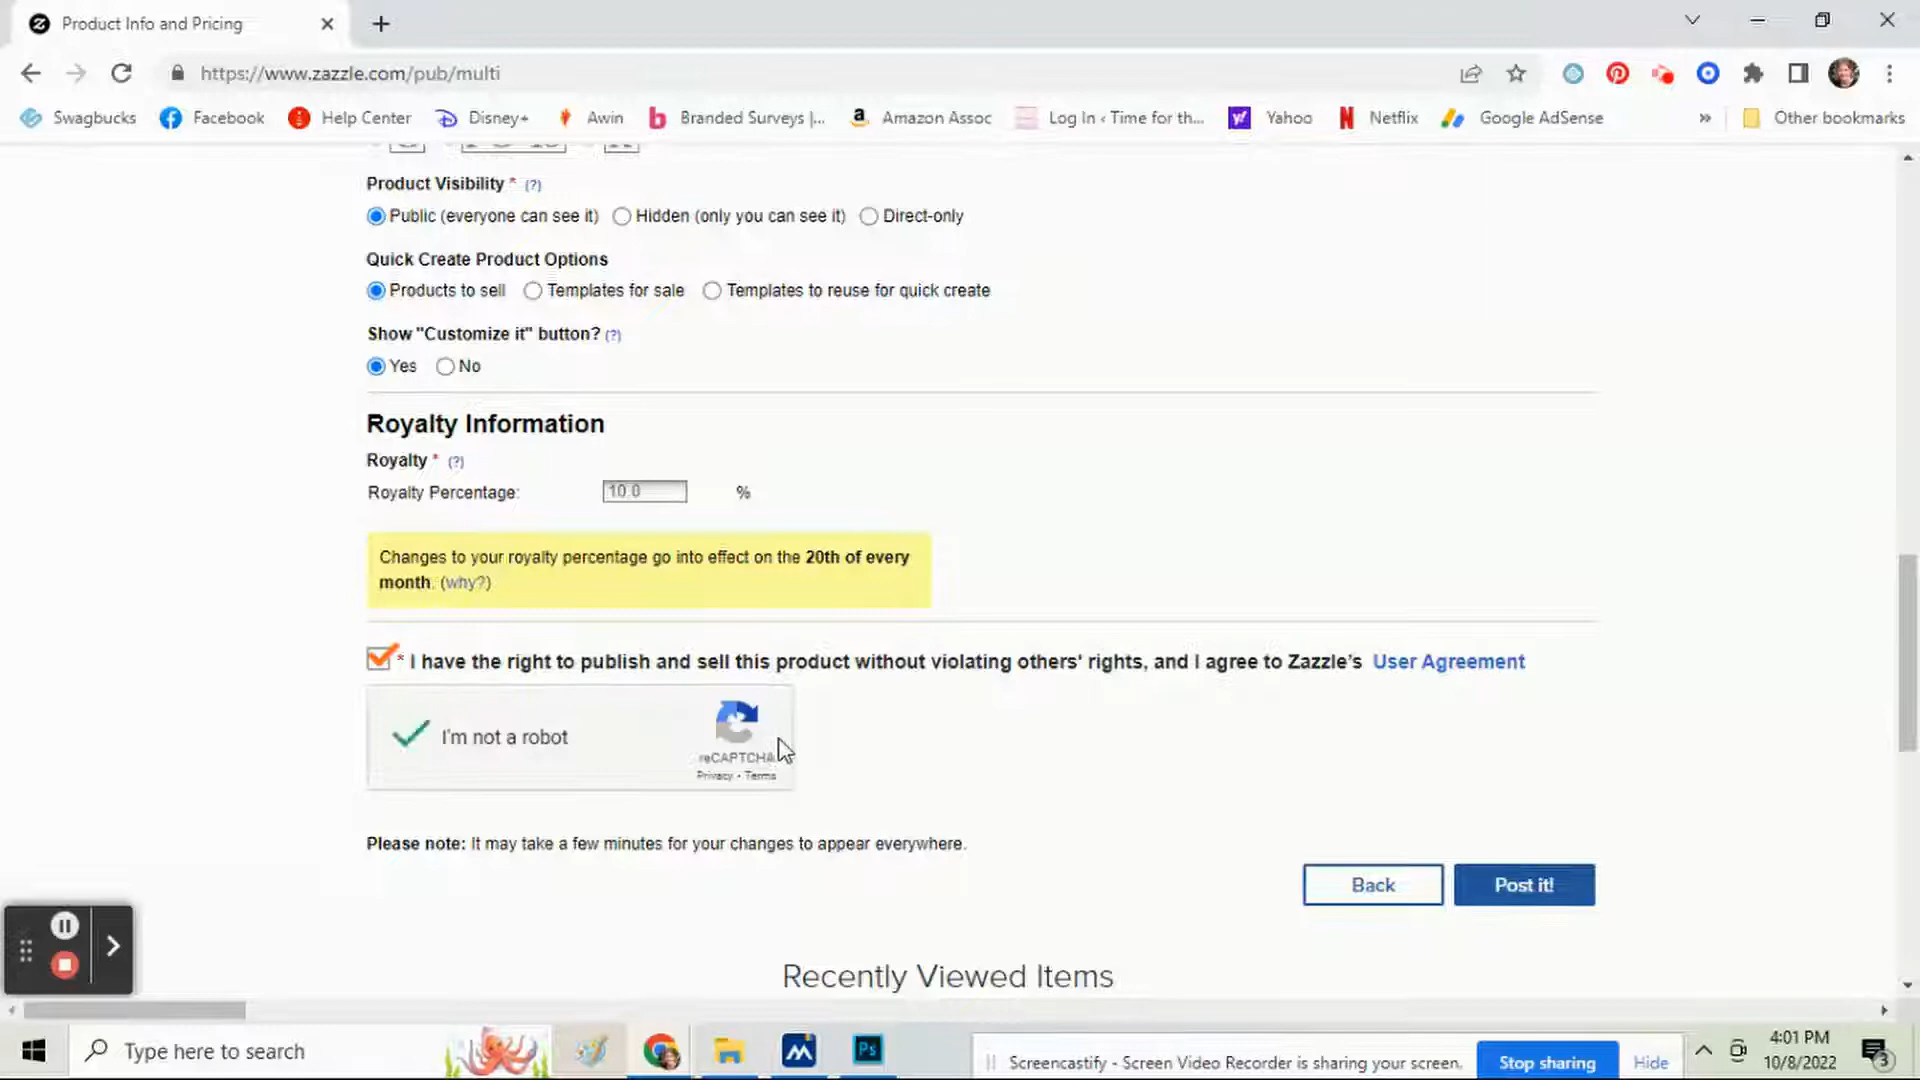 Product Info and Pricing
https://www.zazzle.com/pub/multi
Swagbucks Facebook Help Center Disney+ Awin Branded Surveys |... Amazon Assoc Log In ‹ Time for th... Yahoo Netflix Google AdSense » Other bookmarks
Product Visibility * (?)
Public (everyone can see it) Hidden (only you can see it) Direct-only
Quick Create Product Options
Products to sell Templates for sale Templates to reuse for quick create
Show "Customize it" button? (?)
Yes No
Royalty Information
Royalty * (?)
Royalty Percentage: 10.0 %
Changes to your royalty percentage go into effect on the 20th of every
month. (why?)
* I have the right to publish and sell this product without violating others' rights, and I agree to Zazzle's User Agreement
I'm not a robot
reCAPTCHA
Privacy - Terms
Please note: It may take a few minutes for your changes to appear everywhere.
Back Post it!
Recently Viewed Items
Type here to search
Ps
Screencastify - Screen Video Recorder is sharing your screen. Stop sharing Hide
4:01 PM
10/8/2022
3